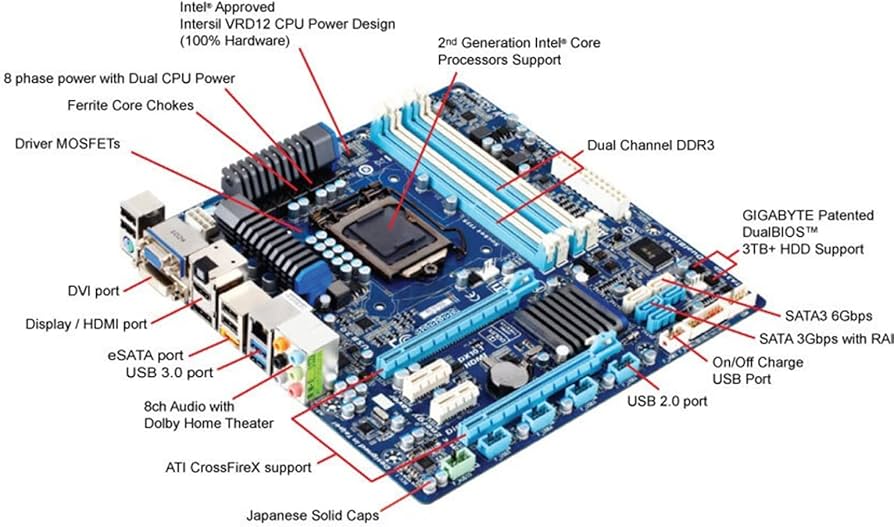 Intel® Approved
Intersil VRD12 CPU Power Design
(100% Hardware)
2nd Generation Intel® Core
Processors Support
8 phase power with Dual CPU Power
Ferrite Core Chokes
Driver MOSFETs
Dual Channel DDR3
GIGABYTE Patented
DualBIOS™
3TB+ HDD Support
DVI port
Display / HDMI port
eSATA port
USB 3.0 port
SATA3 6Gbps
SATA 3Gbps with RAI
On/Off Charge
USB Port
USB 2.0 port
8ch Audio with
Dolby Home Theater
ATI CrossFireX support
Japanese Solid Caps